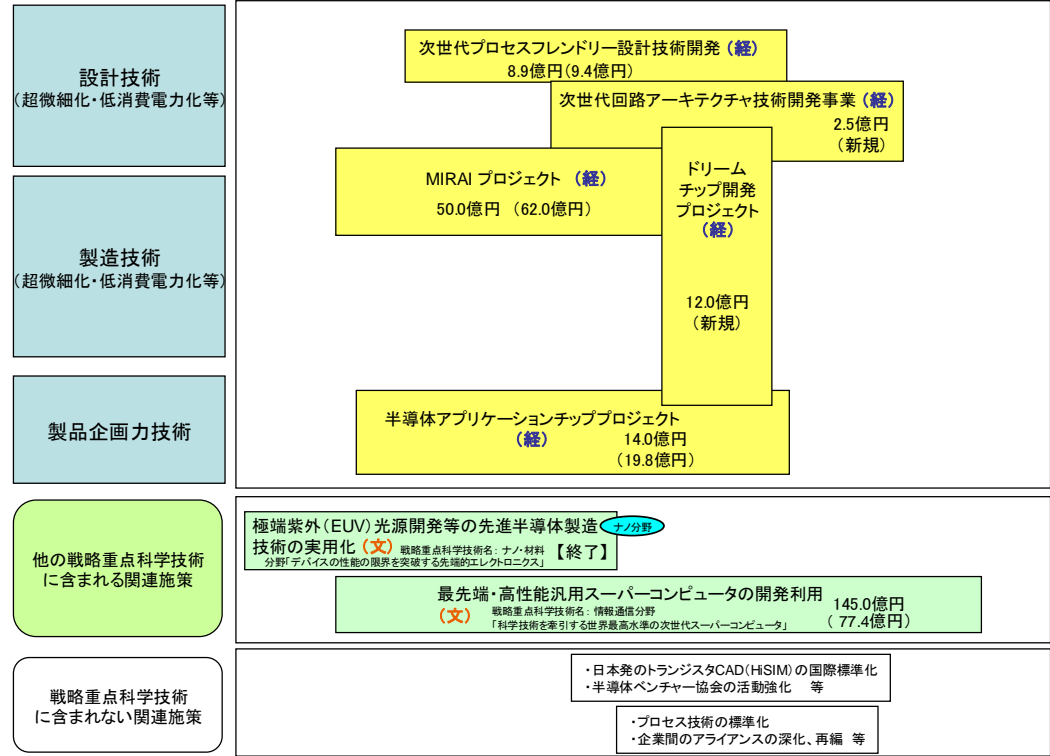 設計技術
(超微細化・低消費電力化等)
次世代プロセスフレンドリー設計技術開発 (経)
8.9億円(9.4億円)
次世代回路アーキテクチャ技術開発事業 (経)
2.5億円
(新規)
MIRAI プロジェクト (経)
50.0億円 (62.0億円)
ドリーム
チップ開発
プロジェクト
(経)
12.0億円
(新規)
製造技術
(超微細化・低消費電力化等)
製品企画力技術
半導体アプリケーションチッププロジェクト
(経) 14.0億円
(19.8億円)
他の戦略重点科学技術
に含まれる関連施策
極端紫外(EUV)光源開発等の先進半導体製造
ナノ分野
技術の実用化 (文) 戦略重点科学技術名: ナノ・材料 【終了】
分野「デバイスの性能の限界を突破する先端的エレクトロニクス」
最先端・高性能汎用スーパーコンピュータの開発利用
(文) 戦略重点科学技術名: 情報通信分野
「科学技術を牽引する世界最高水準の次世代スーパーコンピュータ」
145.0億円
( 77.4億円)
戦略重点科学技術
に含まれない関連施策
・日本発のトランジスタCAD(HiSIM)の国際標準化
・半導体ベンチャー協会の活動強化 等
・プロセス技術の標準化
・企業間のアライアンスの深化、再編 等